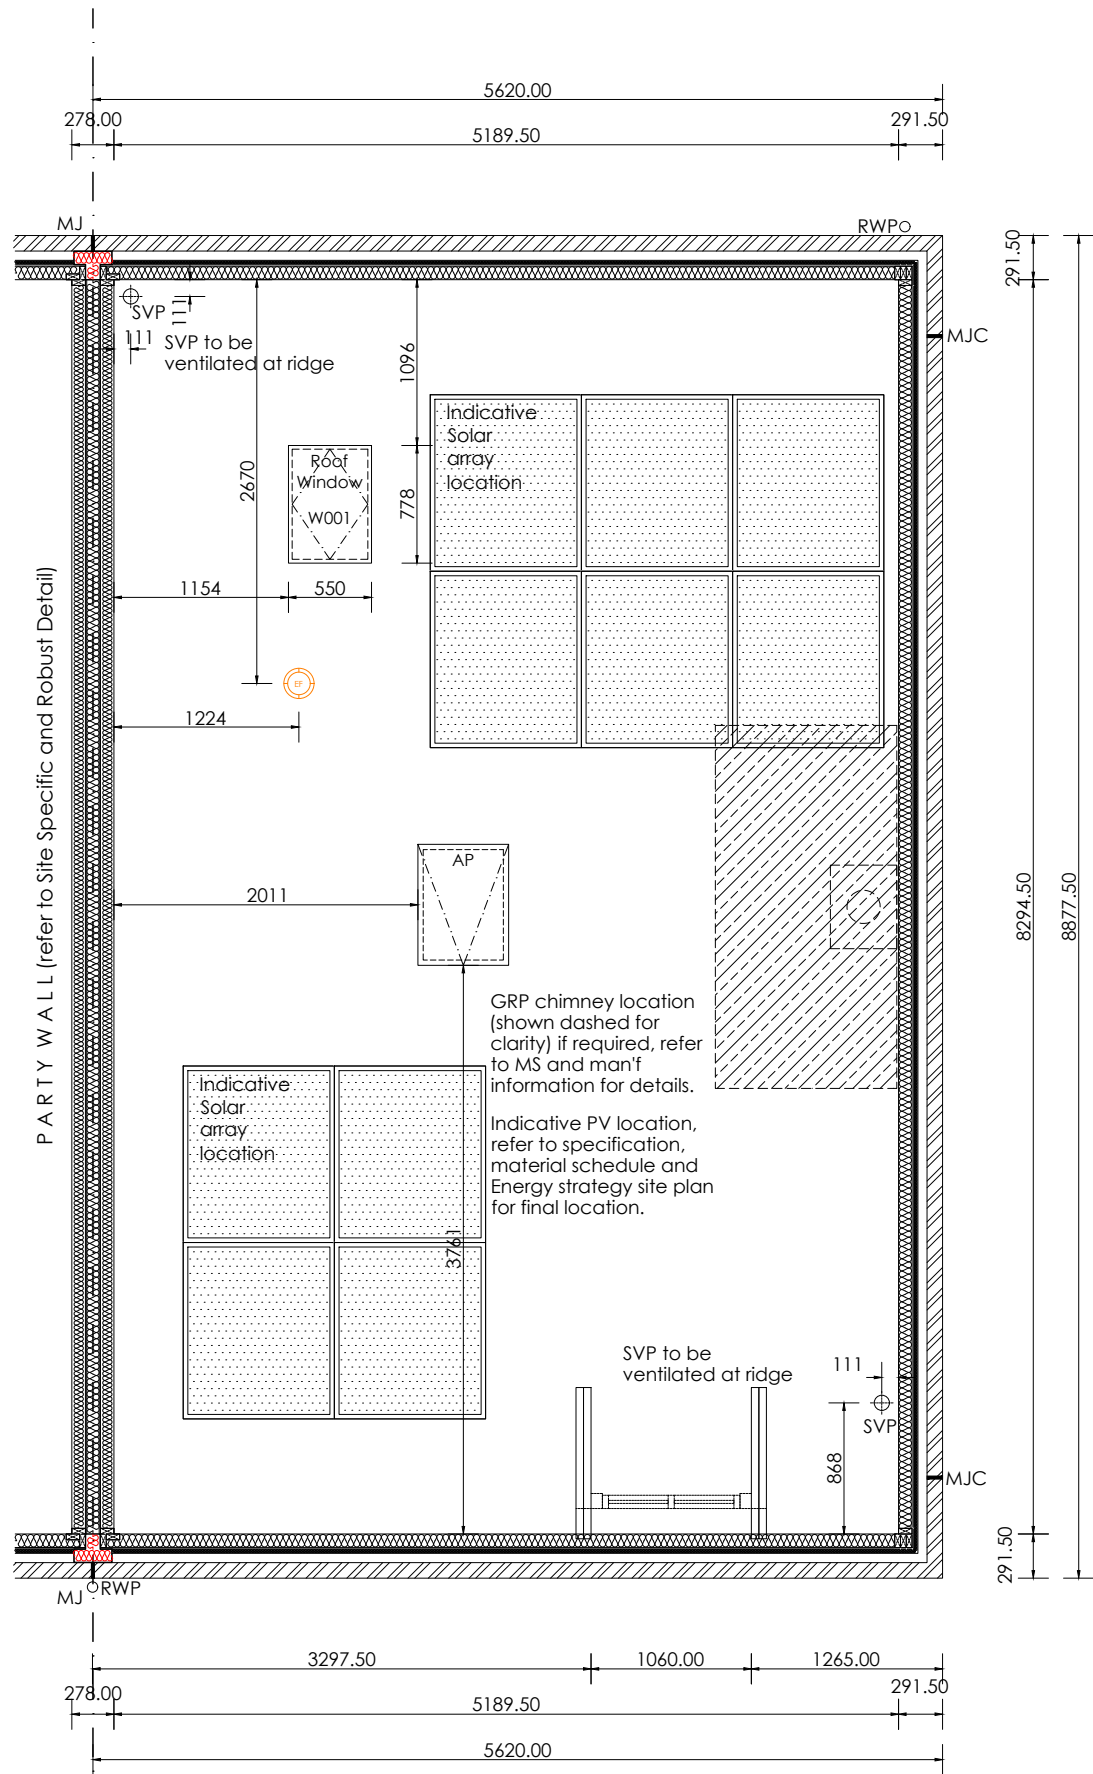 5620.00
278.00
5189.50
291.50
MJ
RWP
291.50
SVP
111
111
SVP to be
ventilated at ridge
MJC
1096
Indicative
Solar
array
location
Roof
Window
W001
2670
778
1154
550
EF
1224
PARTY WALL (refer to Site Specific and Robust Detail)
AP
2011
8294.50
8877.50
GRP chimney location
(shown dashed for
clarity) if required, refer
to MS and man'f
information for details.
Indicative
Solar
array
location
Indicative PV location,
refer to specification,
material schedule and
Energy strategy site plan
for final location.
3761
SVP to be
ventilated at ridge
111
SVP
868
MJC
291.50
MJ
RWP
3297.50
1060.00
1265.00
278.00
5189.50
291.50
5620.00